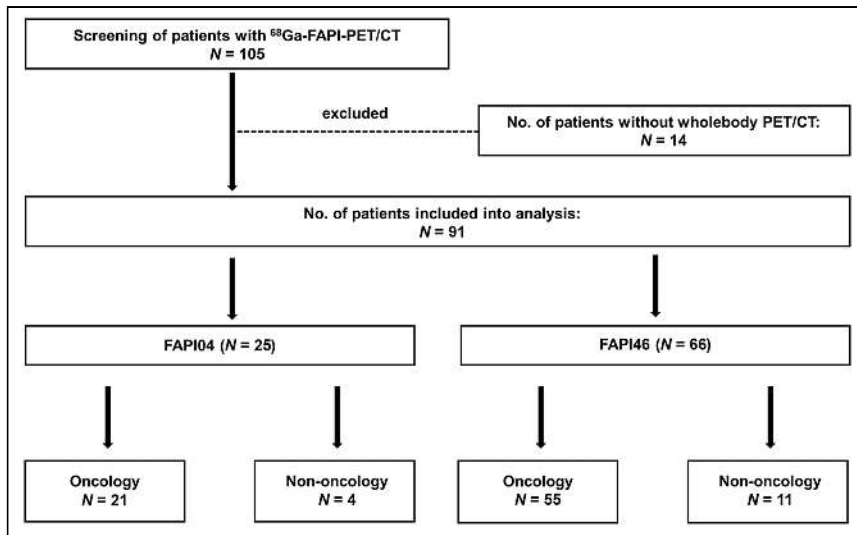 Screening of patients with ⁶⁸Ga-FAPI-PET/CT
N = 105
excluded
No. of patients without wholebody PET/CT:
N = 14
No. of patients included into analysis:
N = 91
FAPI04 (N = 25)
FAPI46 (N = 66)
Oncology
N = 21
Non-oncology
N = 4
Oncology
N = 55
Non-oncology
N = 11